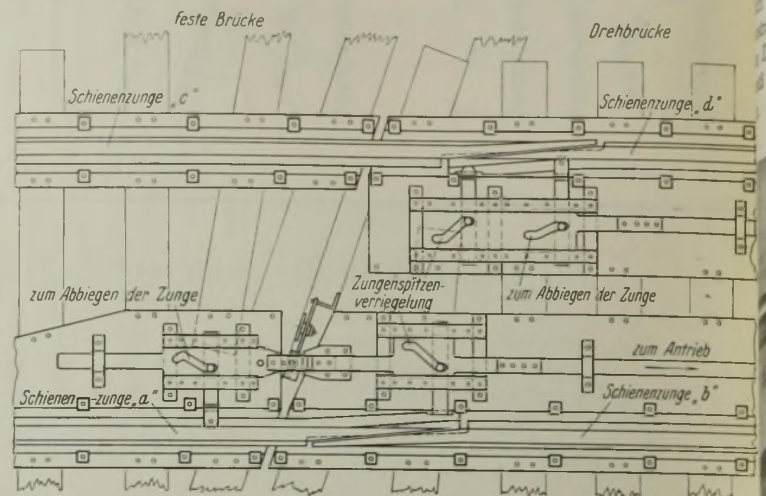 feste Brücke
Drehbrücke
Schienenzunge „c“
Schienenzunge „d“
zum Abbiegen der Zunge
Zungenspitzen-
verriegelung
zum Abbiegen der Zunge
zum Antrieb
Schienen-zunge „a“
Schienenzunge „b“